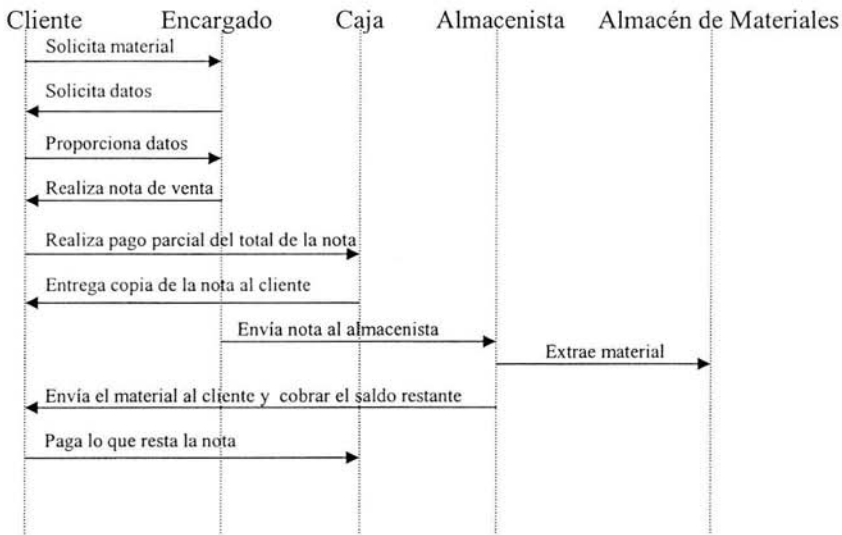 Cliente Encargado Caja Almacenista Almacén de Materiales
Solicita material
Solicita datos
Proporciona datos
Realiza nota de venta
Realiza pago parcial del total de la nota
Entrega copia de la nota al cliente
Envía nota al almacenista
Extrae material
Envía el material al cliente y cobrar el saldo restante
Paga lo que resta la nota